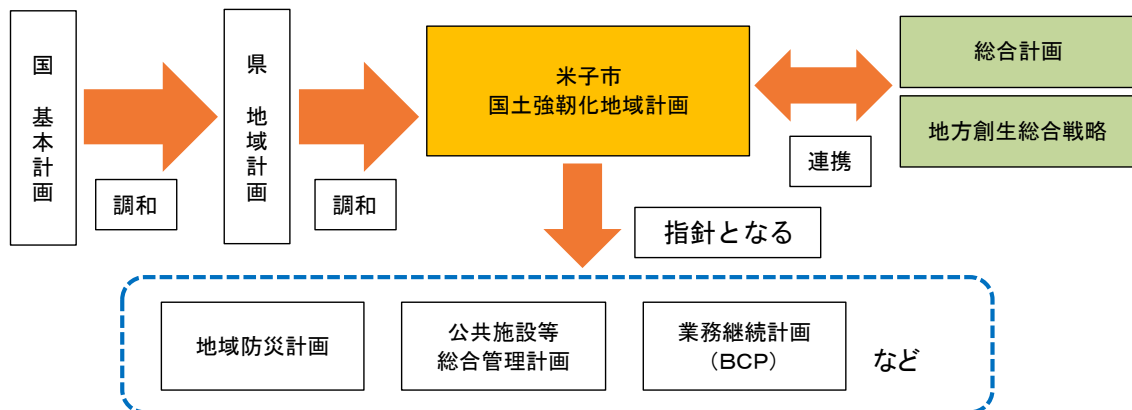 国　基本計画
調和
県　地域計画
調和
米子市
国土強靭化地域計画
連携
総合計画
地方創生総合戦略
指針となる
地域防災計画
公共施設等
総合管理計画
業務継続計画
（BCP）
など